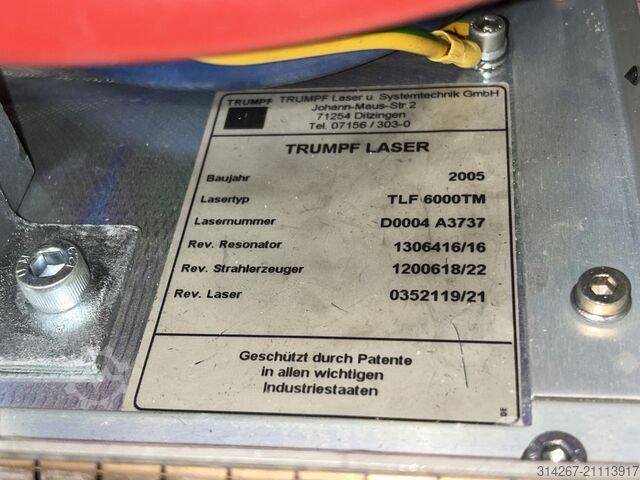 TRUMPF TRUMPF Laser u. Systemtechnik GmbH
Johann-Maus-Str.2
71254 Ditzingen
Tel. 07156 / 303-0
TRUMPF LASER
Baujahr 2005
Lasertyp TLF 6000TM
Lasernummer D0004 A3737
Rev. Resonator 1306416/16
Rev. Strahlerzeuger 1200618/22
Rev. Laser 0352119/21
Geschützt durch Patente
in allen wichtigen
Industriestaaten
DE
314267-21113917